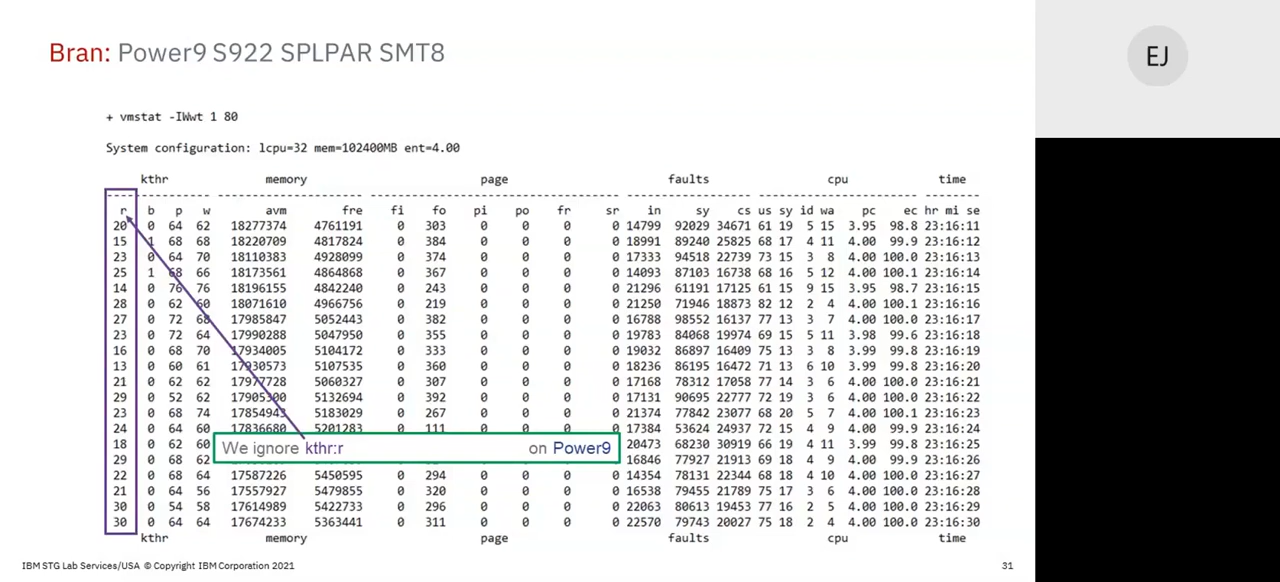 Bran: Power9 S922 SPLPAR SMT8
EJ
+ vmstat -IWwt 1 80
System configuration: lcpu=32 mem=102400MB ent=4.00
kthr memory page faults cpu time
r b p w avm fre fi fo pi po fr sr in sy cs us sy id wa pc ec hr mi se
20 0 64 62 18277374 4761191 0 303 0 0 0 0 14799 92029 34671 61 19 5 15 3.95 98.8 23:16:11
15 1 68 68 18220709 4817824 0 384 0 0 0 0 18991 89240 25825 68 17 4 11 4.00 99.9 23:16:12
23 0 64 70 18110383 4928099 0 374 0 0 0 0 17333 94518 22739 73 15 3 8 4.00 100.0 23:16:13
25 1 68 66 18173561 4864868 0 367 0 0 0 0 14093 87103 16738 68 16 5 12 4.00 100.1 23:16:14
14 0 76 76 18196155 4842240 0 243 0 0 0 0 21296 61191 17125 61 15 9 15 3.95 98.7 23:16:15
28 0 62 60 18071610 4966756 0 219 0 0 0 0 21250 71946 18873 82 12 2 4 4.00 100.1 23:16:16
27 0 72 68 17985847 5052443 0 382 0 0 0 0 16788 98552 16137 77 13 3 7 4.00 100.0 23:16:17
23 0 72 64 17990288 5047950 0 355 0 0 0 0 19783 84068 19974 69 15 5 11 3.98 99.6 23:16:18
16 0 68 70 17934005 5104172 0 333 0 0 0 0 19032 86897 16409 75 13 3 8 3.99 99.8 23:16:19
13 0 60 61 17930573 5107535 0 360 0 0 0 0 18236 86195 16472 71 13 6 10 3.99 99.8 23:16:20
21 0 62 62 17977728 5060327 0 307 0 0 0 0 17168 78312 17058 77 14 3 6 4.00 100.0 23:16:21
29 0 52 62 17905300 5132694 0 392 0 0 0 0 17131 90695 22777 72 19 3 6 4.00 100.0 23:16:22
23 0 68 74 17854943 5183029 0 267 0 0 0 0 21374 77842 23077 68 20 5 7 4.00 100.1 23:16:23
24 0 64 60 17836680 5201283 0 111 0 0 0 0 17384 53624 24937 72 15 4 9 4.00 99.9 23:16:24
18 0 62 60 20473 68230 30919 66 19 4 11 3.99 99.8 23:16:25
We ignore kthr:r on Power9
29 0 68 62 16846 77927 21913 69 18 4 9 4.00 99.9 23:16:26
22 0 68 64 17587226 5450595 0 294 0 0 0 0 14354 78131 22344 68 18 4 10 4.00 100.0 23:16:27
21 0 64 56 17557927 5479855 0 320 0 0 0 0 16538 79455 21789 75 17 3 6 4.00 100.0 23:16:28
30 0 54 58 17614989 5422733 0 296 0 0 0 0 22063 80613 19453 77 16 2 5 4.00 100.0 23:16:29
30 0 64 64 17674233 5363441 0 311 0 0 0 0 22570 79743 20027 75 18 2 4 4.00 100.0 23:16:30
kthr memory page faults cpu time
IBM STG Lab Services/USA © Copyright IBM Corporation 2021
31